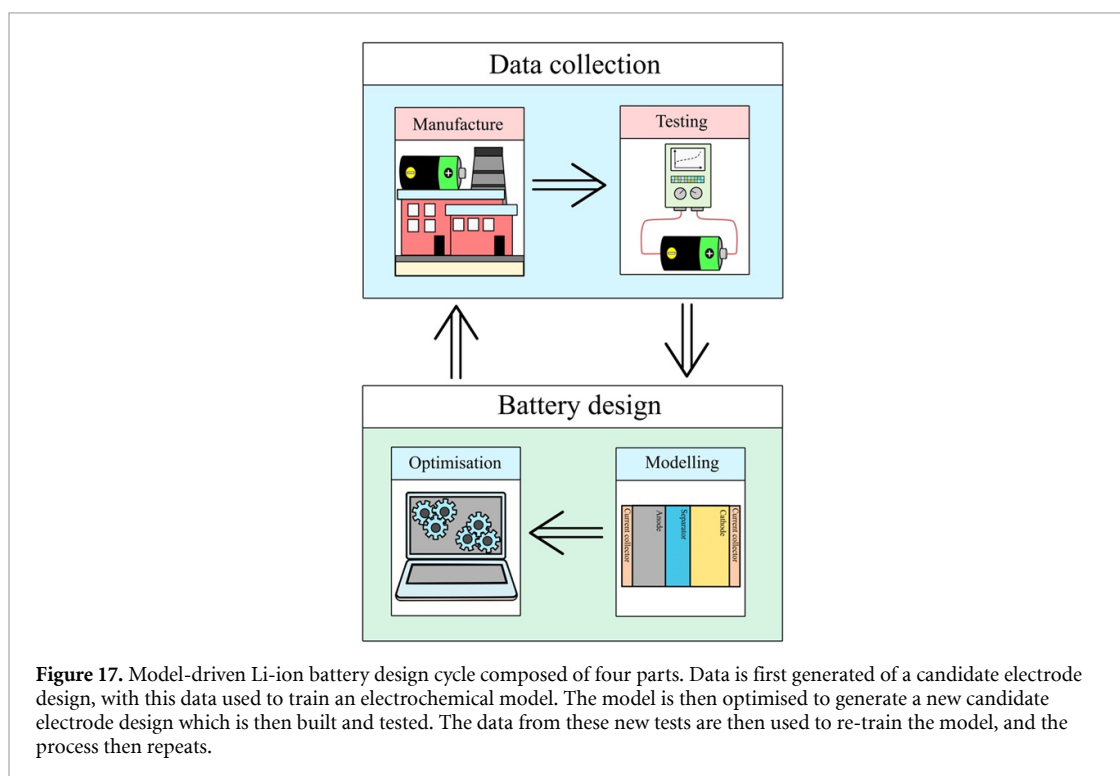 Data collection
Manufacture
Testing
Battery design
Optimisation
Modelling
Current collector
Anode
Separator
Cathode
Current collector
Figure 17. Model-driven Li-ion battery design cycle composed of four parts. Data is first generated of a candidate electrode
design, with this data used to train an electrochemical model. The model is then optimised to generate a new candidate
electrode design which is then built and tested. The data from these new tests are then used to re-train the model, and the
process then repeats.